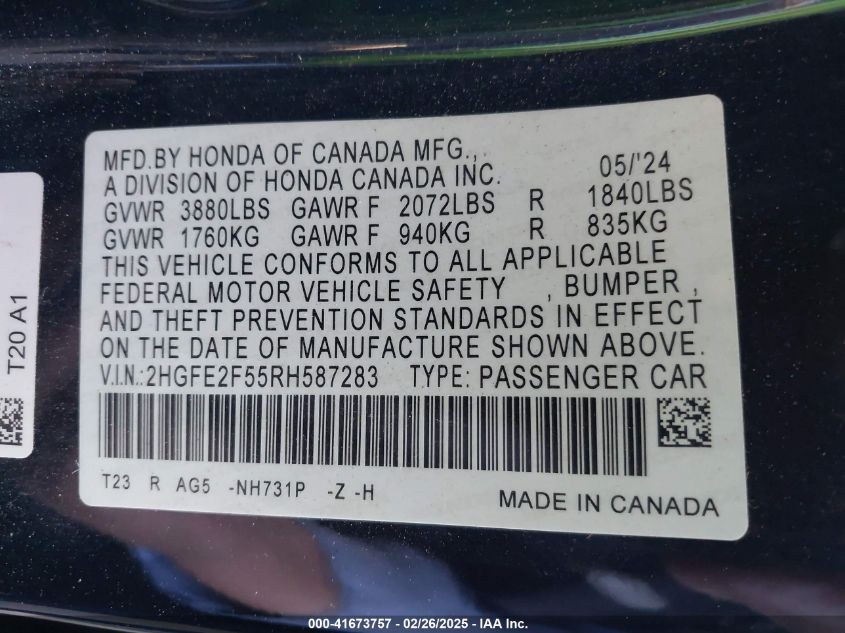 MFD.BY HONDA OF CANADA MFG.,
05/'24
A DIVISION OF HONDA CANADA INC.
GVWR 3880LBS GAWR F 2072LBS R 1840LBS
GVWR 1760KG GAWR F 940KG R 835KG
THIS VEHICLE CONFORMS TO ALL APPLICABLE
FEDERAL MOTOR VEHICLE SAFETY , BUMPER ,
AND THEFT PREVENTION STANDARDS IN EFFECT
ON THE DATE OF MANUFACTURE SHOWN ABOVE.
V.I.N.:2HGFE2F55RH587283 TYPE: PASSENGER CAR
T23 R AG5 -NH731P -Z -H
MADE IN CANADA
T20 A1
000-41673757 - 02/26/2025 - IAA Inc.